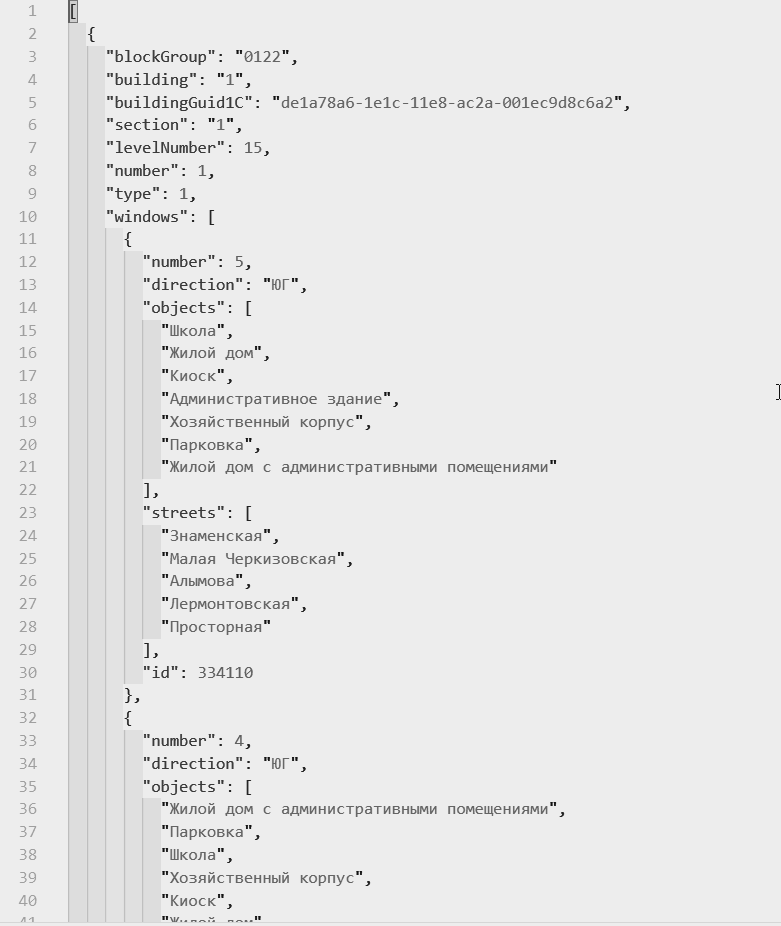 1 [
2 {
3 "blockGroup": "0122",
4 "building": "1",
5 "buildingGuid1C": "de1a78a6-1e1c-11e8-ac2a-001ec9d8c6a2",
6 "section": "1",
7 "levelNumber": 15,
8 "number": 1,
9 "type": 1,
10 "windows": [
11 {
12 "number": 5,
13 "direction": "ЮГ",
14 "objects": [
15 "Школа",
16 "Жилой дом",
17 "Киоск",
18 "Административное здание",
19 "Хозяйственный корпус",
20 "Парковка",
21 "Жилой дом с административными помещениями"
22 ],
23 "streets": [
24 "Знаменская",
25 "Малая Черкизовская",
26 "Алымова",
27 "Лермонтовская",
28 "Просторная"
29 ],
30 "id": 334110
31 },
32 {
33 "number": 4,
34 "direction": "ЮГ",
35 "objects": [
36 "Жилой дом с административными помещениями",
37 "Парковка",
38 "Школа",
39 "Хозяйственный корпус",
40 "Киоск",
41 "Жилой дом"